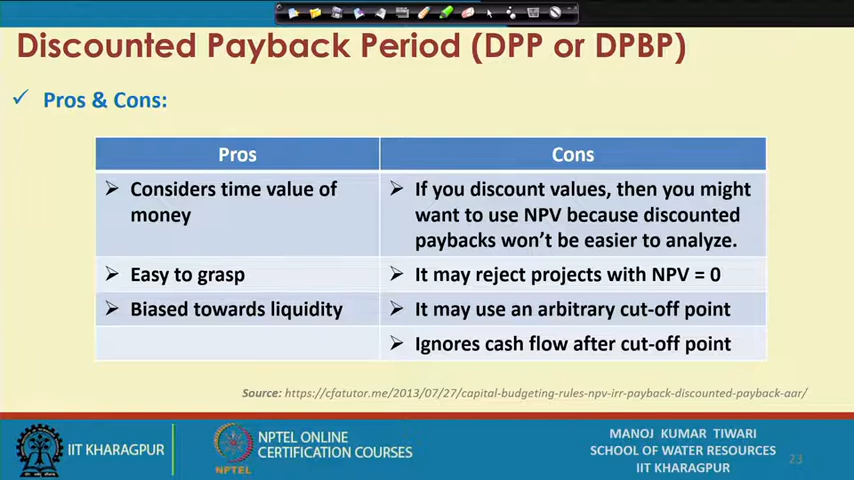 Discounted Payback Period (DPP or DPBP)
✓ Pros & Cons:
Pros
Cons
➢ Considers time value of
money
➢ If you discount values, then you might
want to use NPV because discounted
paybacks won't be easier to analyze.
➢ Easy to grasp
➢ It may reject projects with NPV = 0
➢ Biased towards liquidity
➢ It may use an arbitrary cut-off point
➢ Ignores cash flow after cut-off point
Source: https://cfatutor.me/2013/07/27/capital-budgeting-rules-npv-irr-payback-discounted-payback-aar/
IIT KHARAGPUR
NPTEL
NPTEL ONLINE
CERTIFICATION COURSES
MANOJ KUMAR TIWARI
SCHOOL OF WATER RESOURCES
IIT KHARAGPUR
23